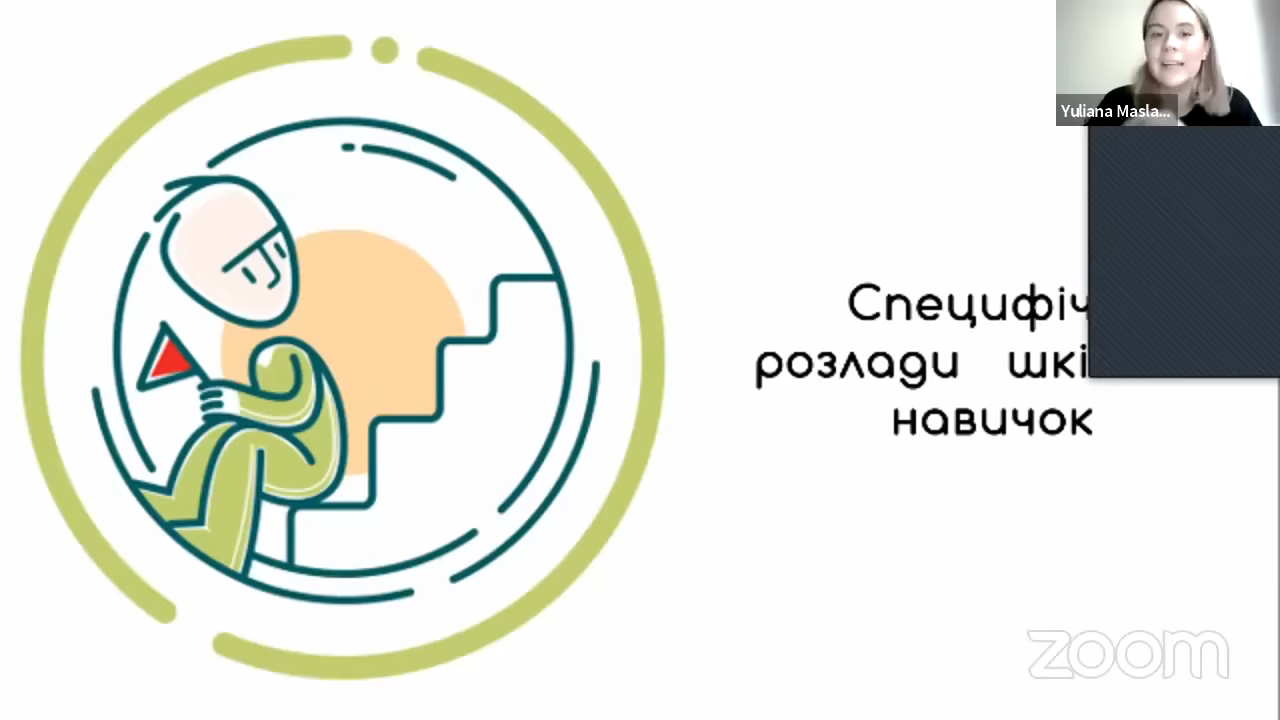 Yuliana Masla...
Специфіч
розлади шкі
навичок
zoom